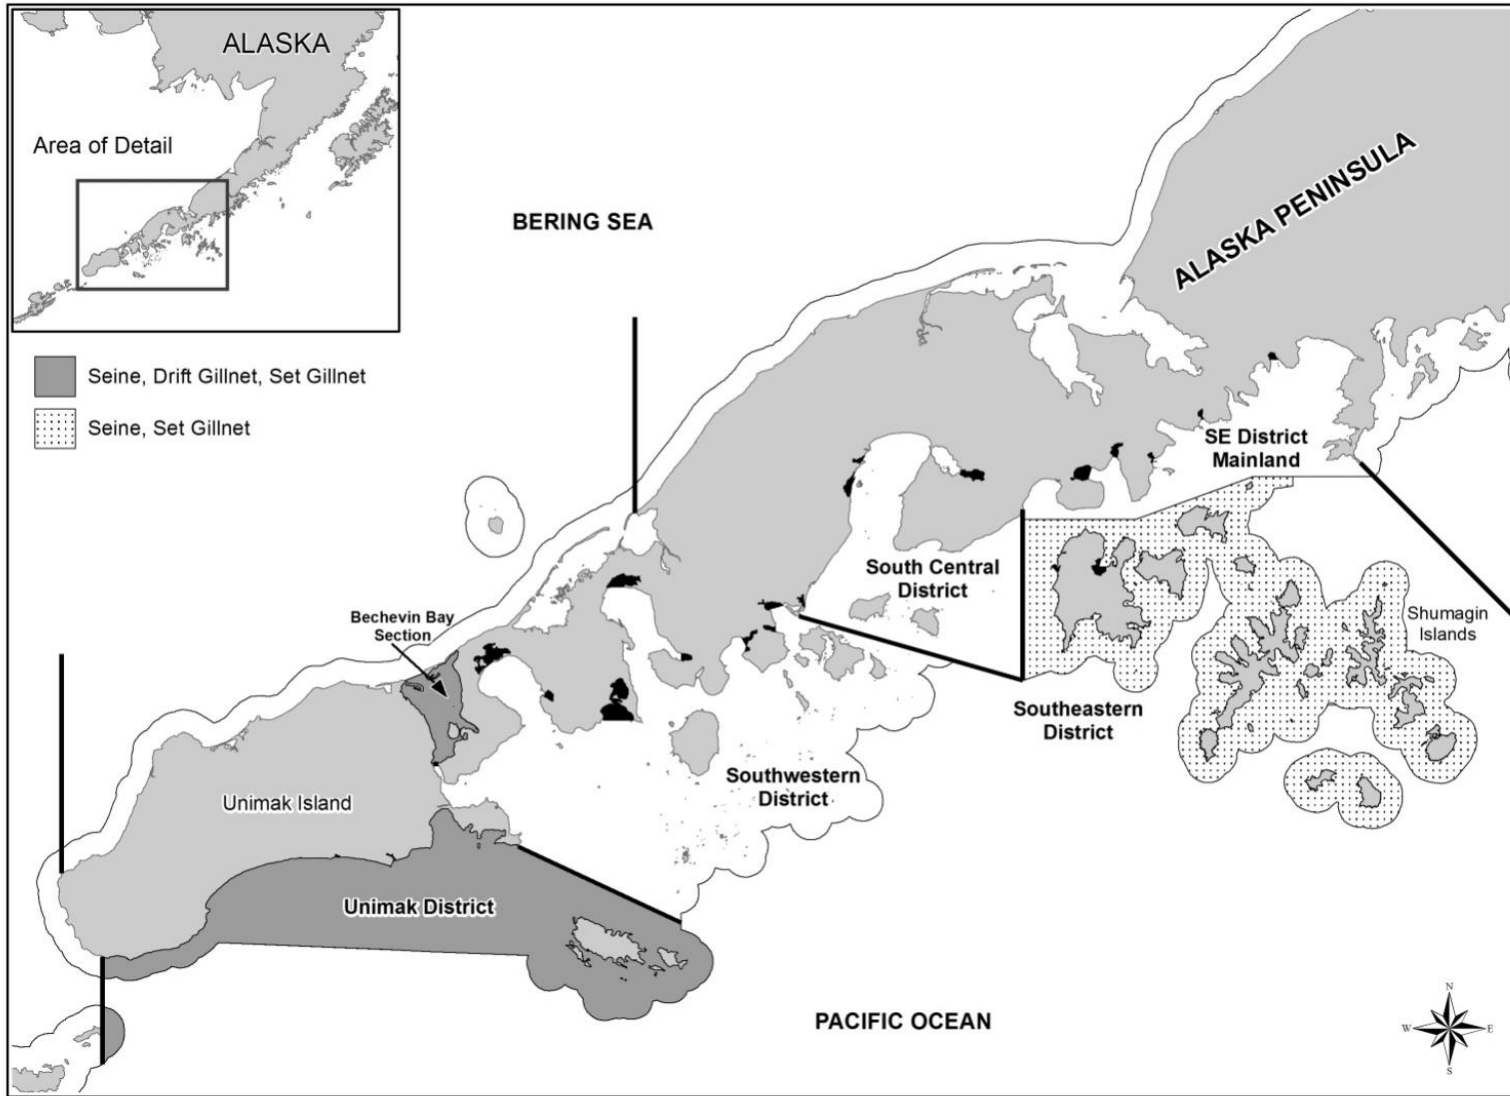 ALASKA
Area of Detail
Seine, Drift Gillnet, Set Gillnet
Seine, Set Gillnet
BERING SEA
ALASKA PENINSULA
SE District
Mainland
South Central
District
Bechevin Bay
Section
Shumagin
Islands
Southeastern
District
Southwestern
District
Unimak Island
Unimak District
PACIFIC OCEAN
N
W
E
S